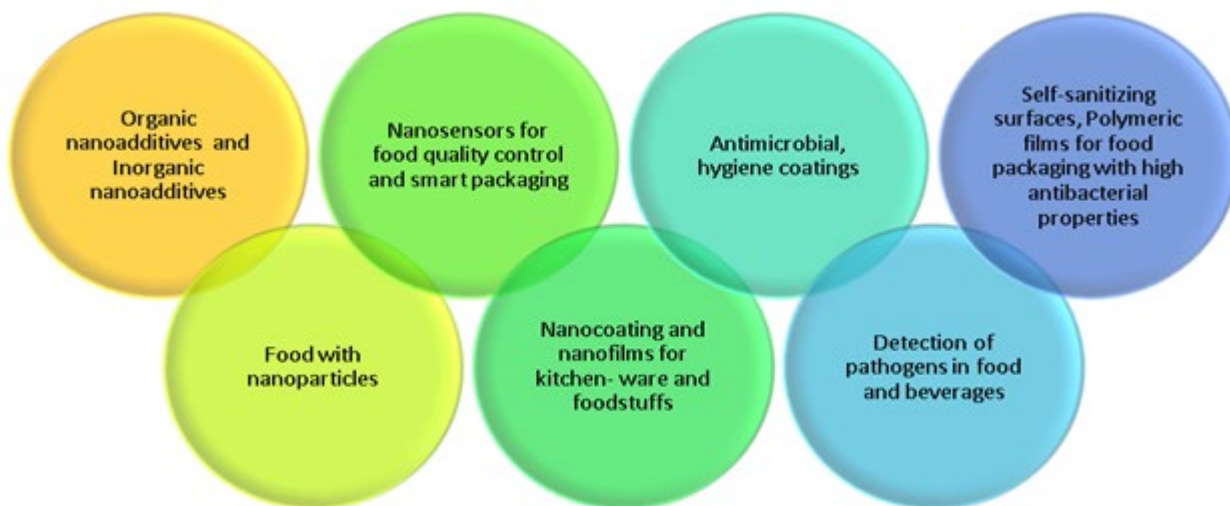 Organic
nanoadditives and
Inorganic
nanoadditives
Nanosensors for
food quality control
and smart packaging
Antimicrobial,
hygiene coatings
Self-sanitizing
surfaces, Polymeric
films for food
packaging with high
antibacterial
properties
Food with
nanoparticles
Nanocoating and
nanofilms for
kitchen- ware and
foodstuffs
Detection of
pathogens in food
and beverages